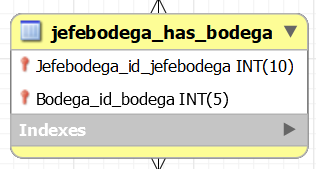 jefebodega_has_bodega
Jefebodega_id_jefebodega INT(10)
Bodega_id_bodega INT(5)
Indexes